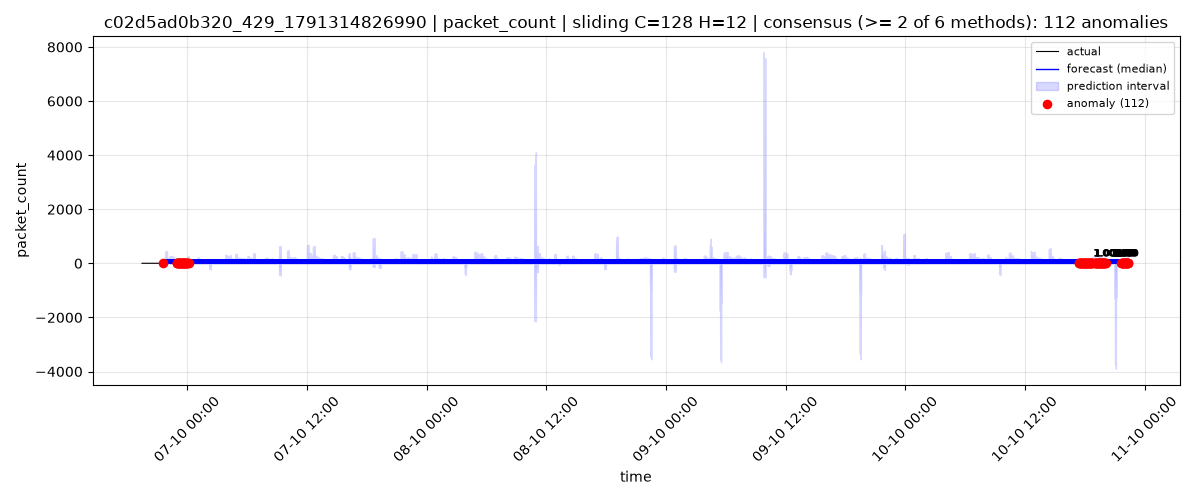 c02d5ad0b320_429_1791314826990 | packet_count | sliding C=128 H=12 | consensus (>= 2 of 6 methods): 112 anomalies
actual
forecast (median)
prediction interval
anomaly (112)
8000
6000
4000
2000
0
−2000
−4000
packet_count
07-10 00:00
07-10 12:00
08-10 00:00
08-10 12:00
09-10 00:00
09-10 12:00
10-10 00:00
10-10 12:00
11-10 00:00
time